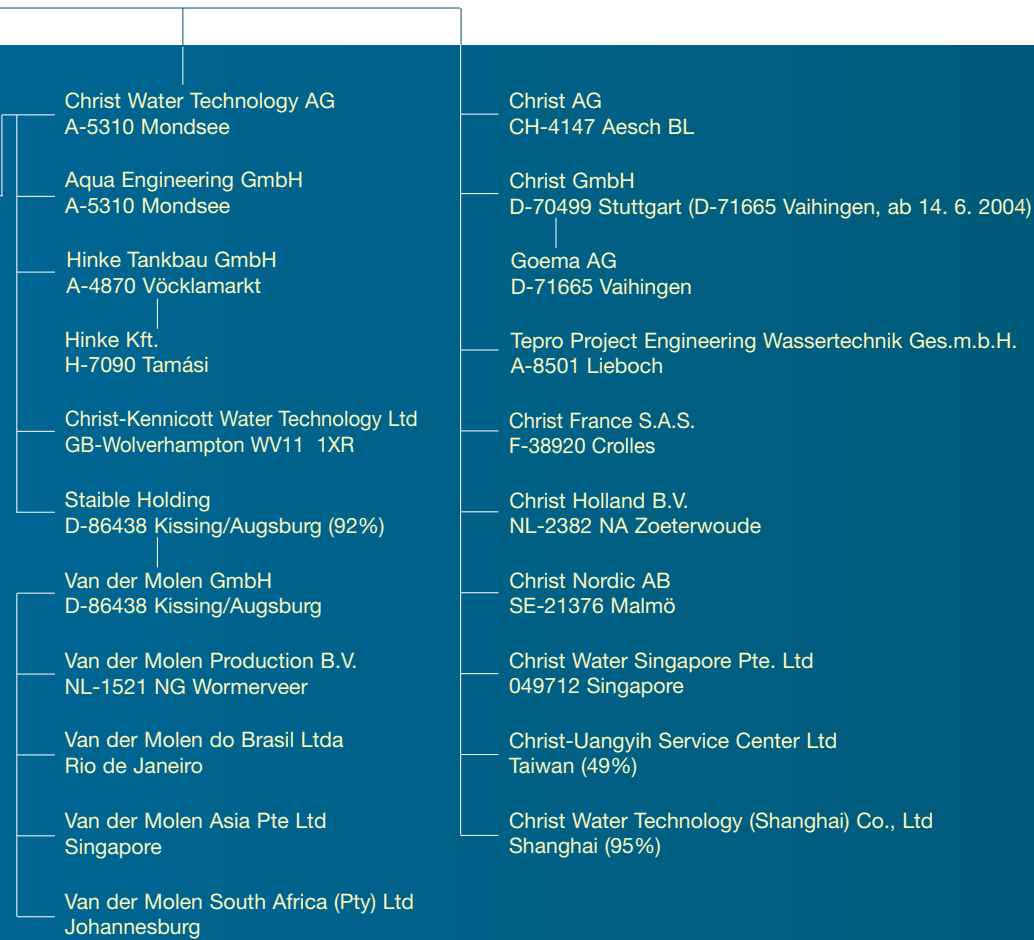 Christ Water Technology AG
A-5310 Mondsee
Aqua Engineering GmbH
A-5310 Mondsee
Hinke Tankbau GmbH
A-4870 Vöcklamarkt
Hinke Kft.
H-7090 Tamási
Christ-Kennicott Water Technology Ltd
GB-Wolverhampton WV11 1XR
Staible Holding
D-86438 Kissing/Augsburg (92%)
Van der Molen GmbH
D-86438 Kissing/Augsburg
Van der Molen Production B.V.
NL-1521 NG Wormerveer
Van der Molen do Brasil Ltda
Rio de Janeiro
Van der Molen Asia Pte Ltd
Singapore
Van der Molen South Africa (Pty) Ltd
Johannesburg
Christ AG
CH-4147 Aesch BL
Christ GmbH
D-70499 Stuttgart (D-71665 Vaihingen, ab 14. 6. 2004)
Goema AG
D-71665 Vaihingen
Tepro Project Engineering Wassertechnik Ges.m.b.H.
A-8501 Lieboch
Christ France S.A.S.
F-38920 Crolles
Christ Holland B.V.
NL-2382 NA Zoeterwoude
Christ Nordic AB
SE-21376 Malmö
Christ Water Singapore Pte. Ltd
049712 Singapore
Christ-Uangyih Service Center Ltd
Taiwan (49%)
Christ Water Technology (Shanghai) Co., Ltd
Shanghai (95%)